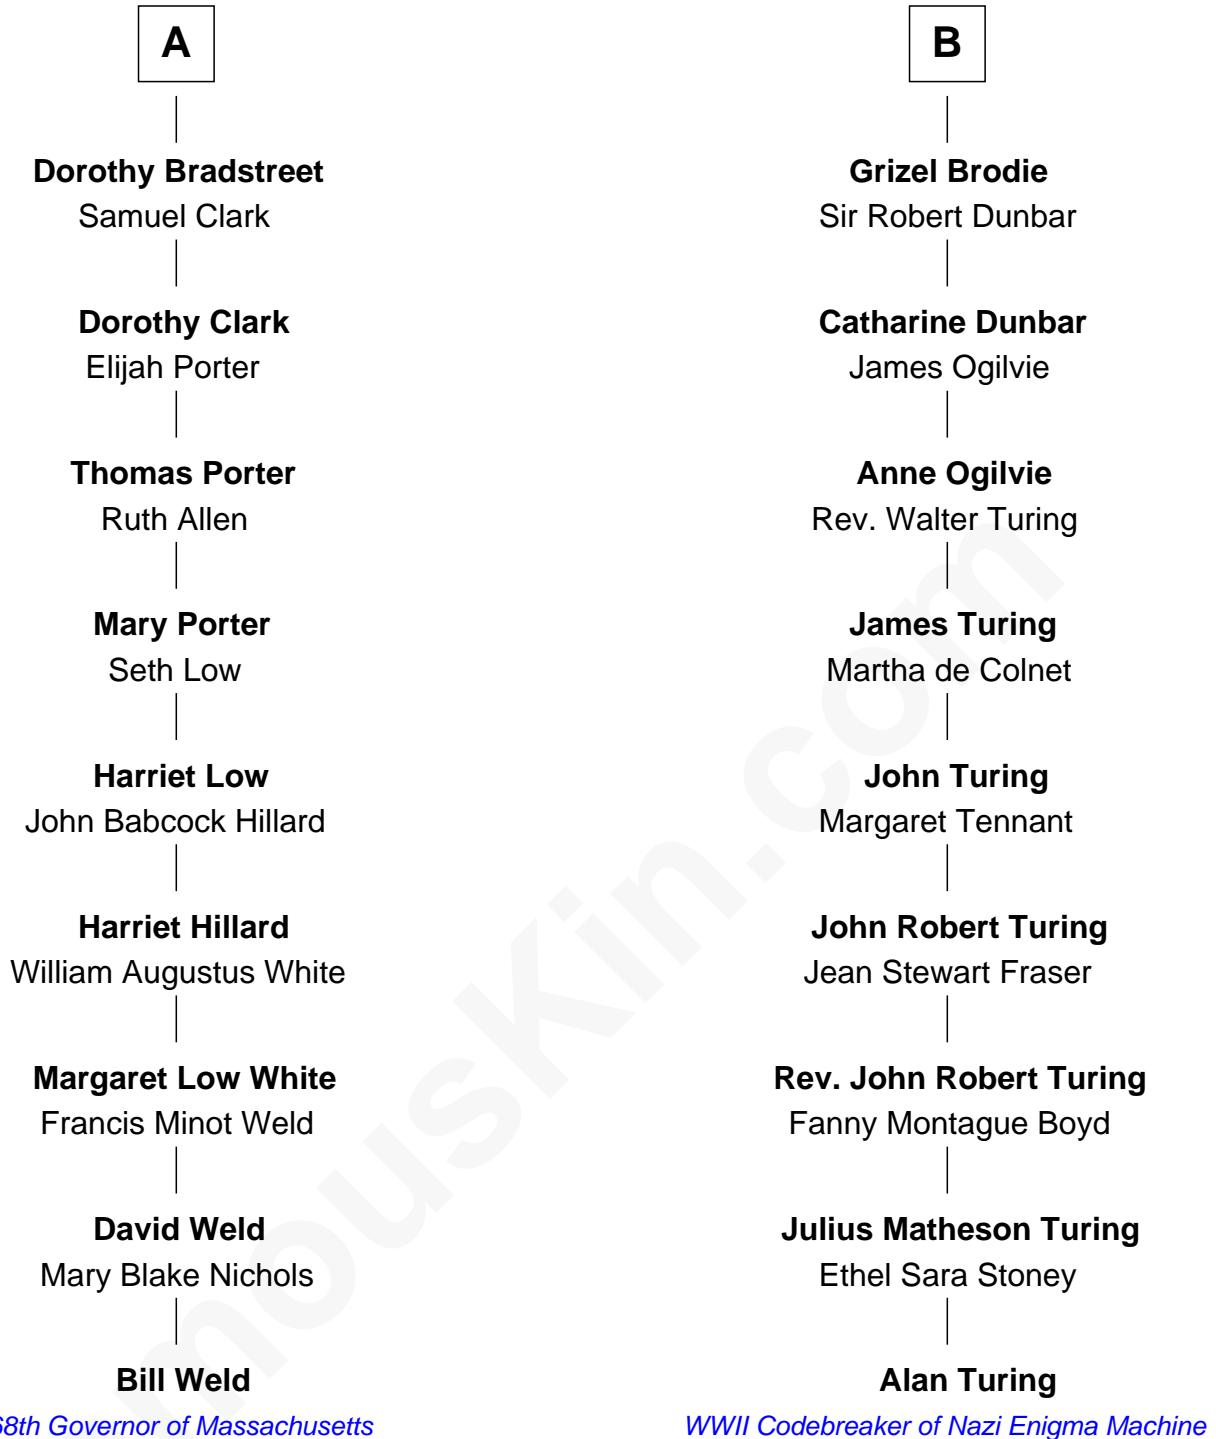 A
Dorothy Bradstreet
Samuel Clark
Dorothy Clark
Elijah Porter
Thomas Porter
Ruth Allen
Mary Porter
Seth Low
Harriet Low
John Babcock Hillard
Harriet Hillard
William Augustus White
Margaret Low White
Francis Minot Weld
David Weld
Mary Blake Nichols
Bill Weld
68th Governor of Massachusetts
B
Grizel Brodie
Sir Robert Dunbar
Catharine Dunbar
James Ogilvie
Anne Ogilvie
Rev. Walter Turing
James Turing
Martha de Colnet
John Turing
Margaret Tennant
John Robert Turing
Jean Stewart Fraser
Rev. John Robert Turing
Fanny Montague Boyd
Julius Matheson Turing
Ethel Sara Stoney
Alan Turing
WWII Codebreaker of Nazi Enigma Machine
mousKin.com